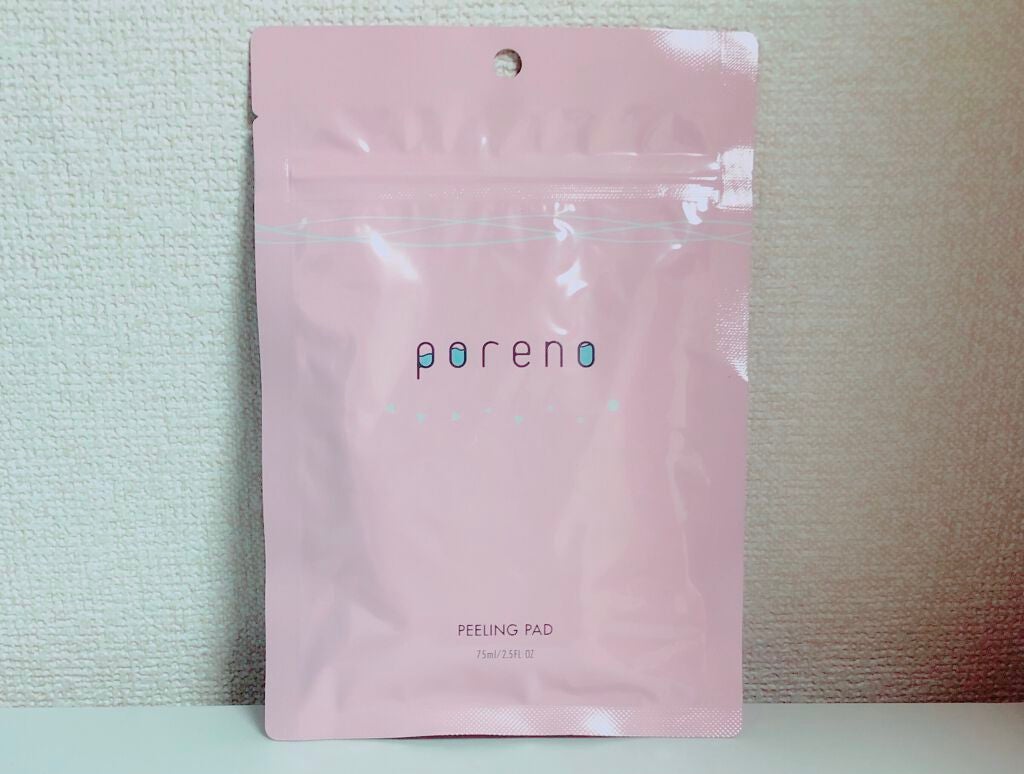 poreno
PEELING PAD
75ml/2.5FL OZ